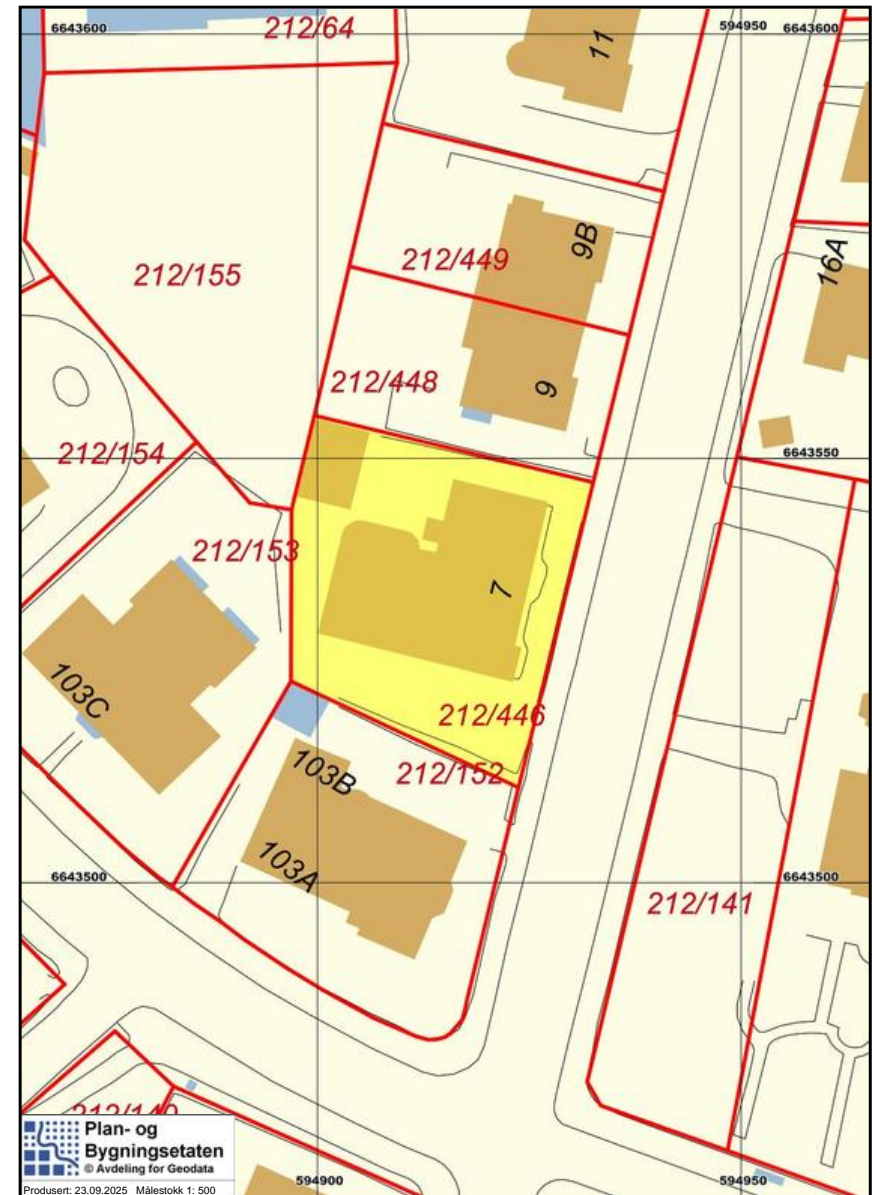 6643600
212/64
594950
6643600
11
9B
212/449
16A
212/155
212/448
9
6643550
212/154
212/153
7
103C
212/446
103B
212/152
103A
6643500
6643500
212/141
212/140
Plan- og
Bygningsetaten
© Avdeling for Geodata
594900
594950
Produsert: 23.09.2025 Målestokk 1: 500